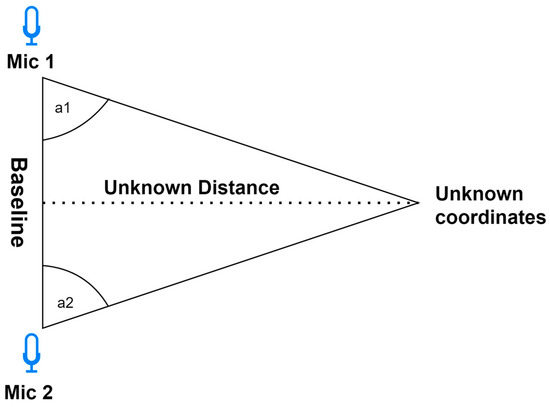 Mic 1
a1
Baseline
Unknown Distance
Unknown
coordinates
a2
Mic 2